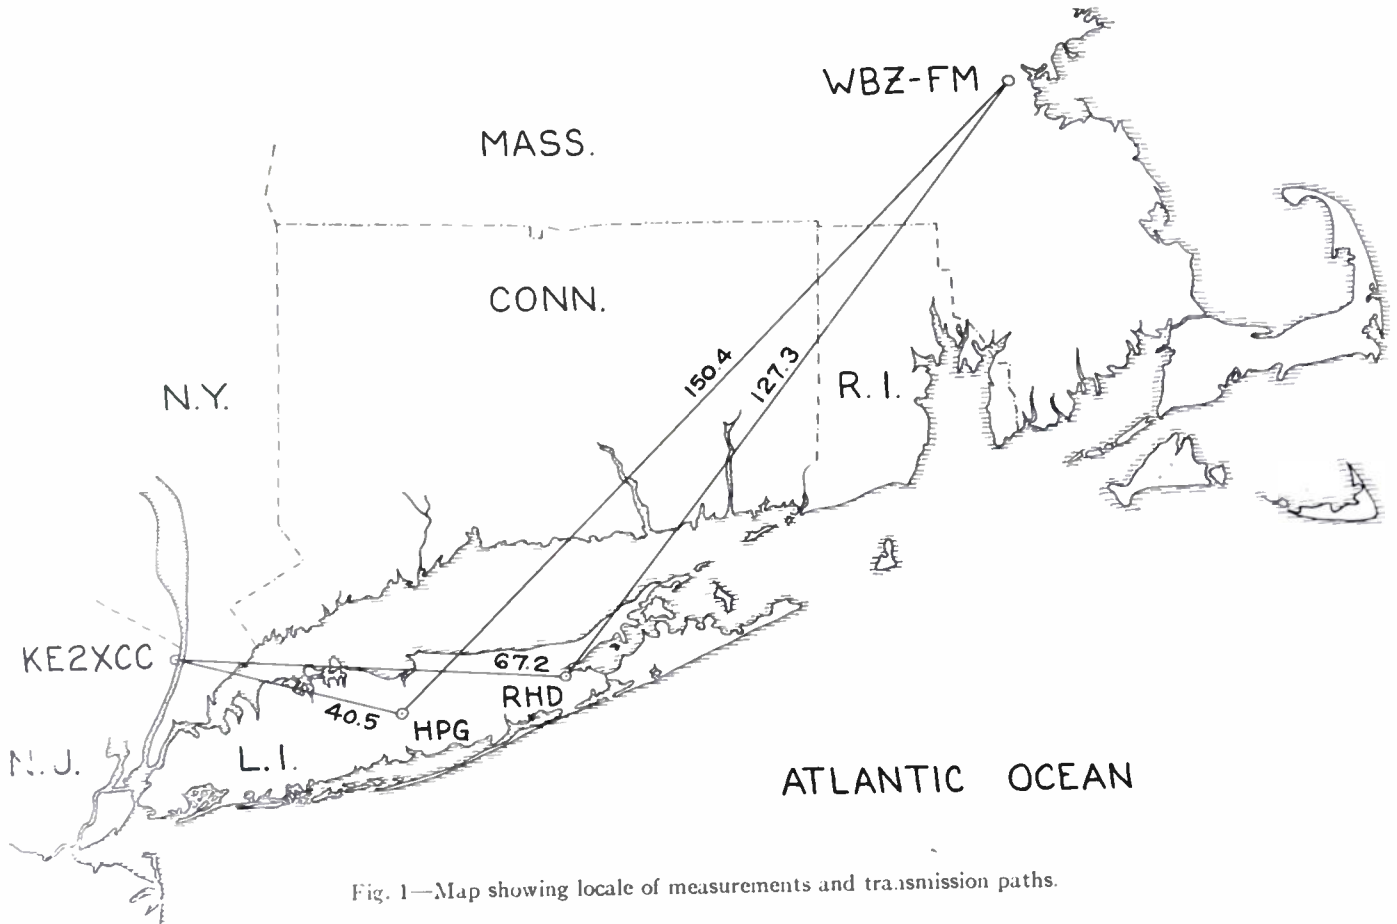 WBZ-FM
MASS.
CONN.
150.4
127.3
R.I.
N.Y.
KE2XCC
67.2
RHD
40.5
HPG
N.J.
L.I.
ATLANTIC OCEAN
Fig. 1—Map showing locale of measurements and transmission paths.